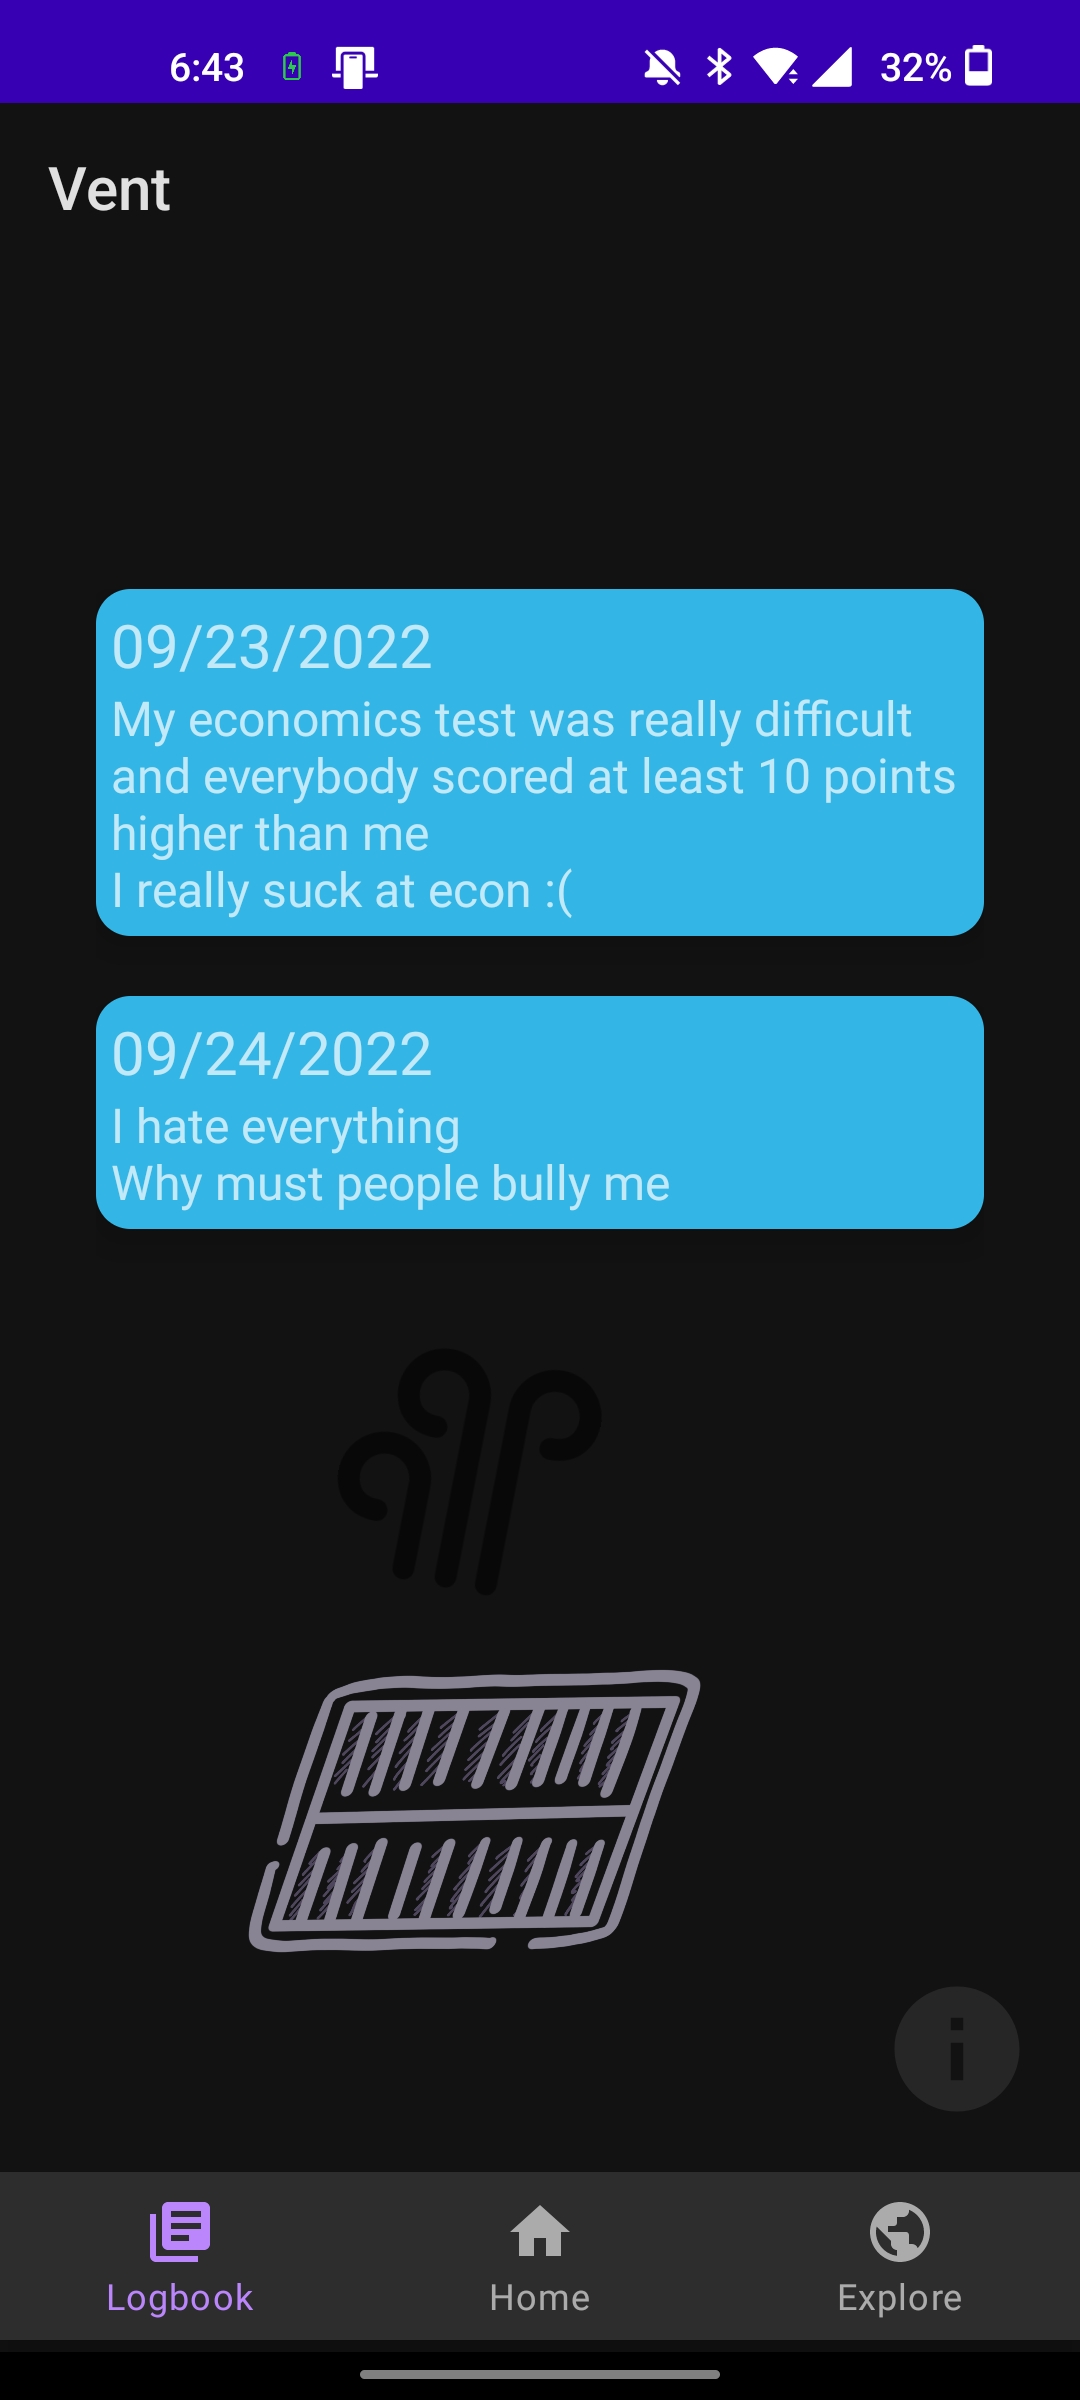 6:43
32%
Vent
09/23/2022
My economics test was really difficult
and everybody scored at least 10 points
higher than me
I really suck at econ :(
09/24/2022
I hate everything
Why must people bully me
i
Logbook
Home
Explore